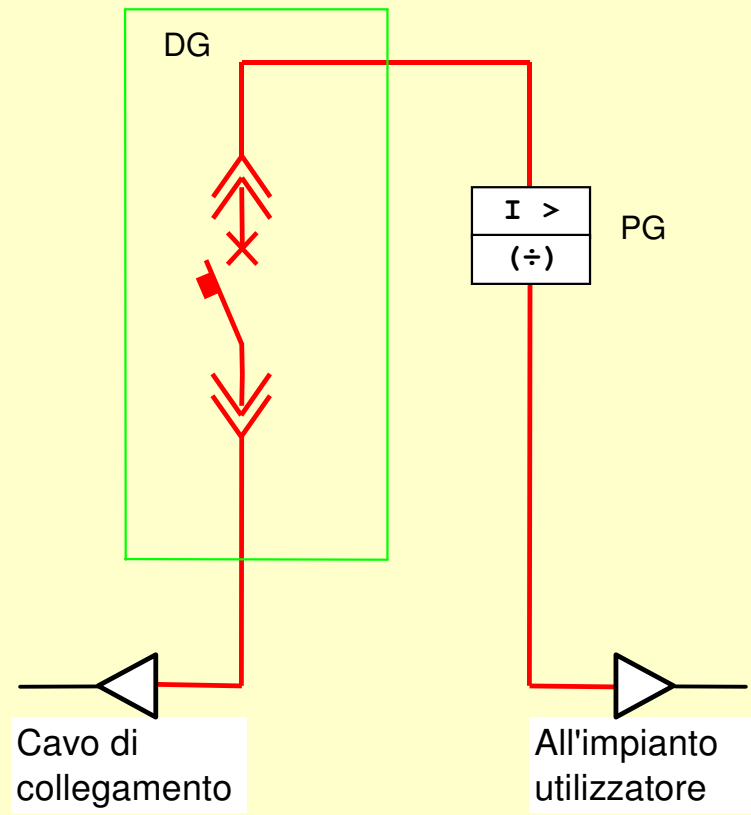 DG
I >
(÷)
PG
Cavo di
collegamento
All'impianto
utilizzatore